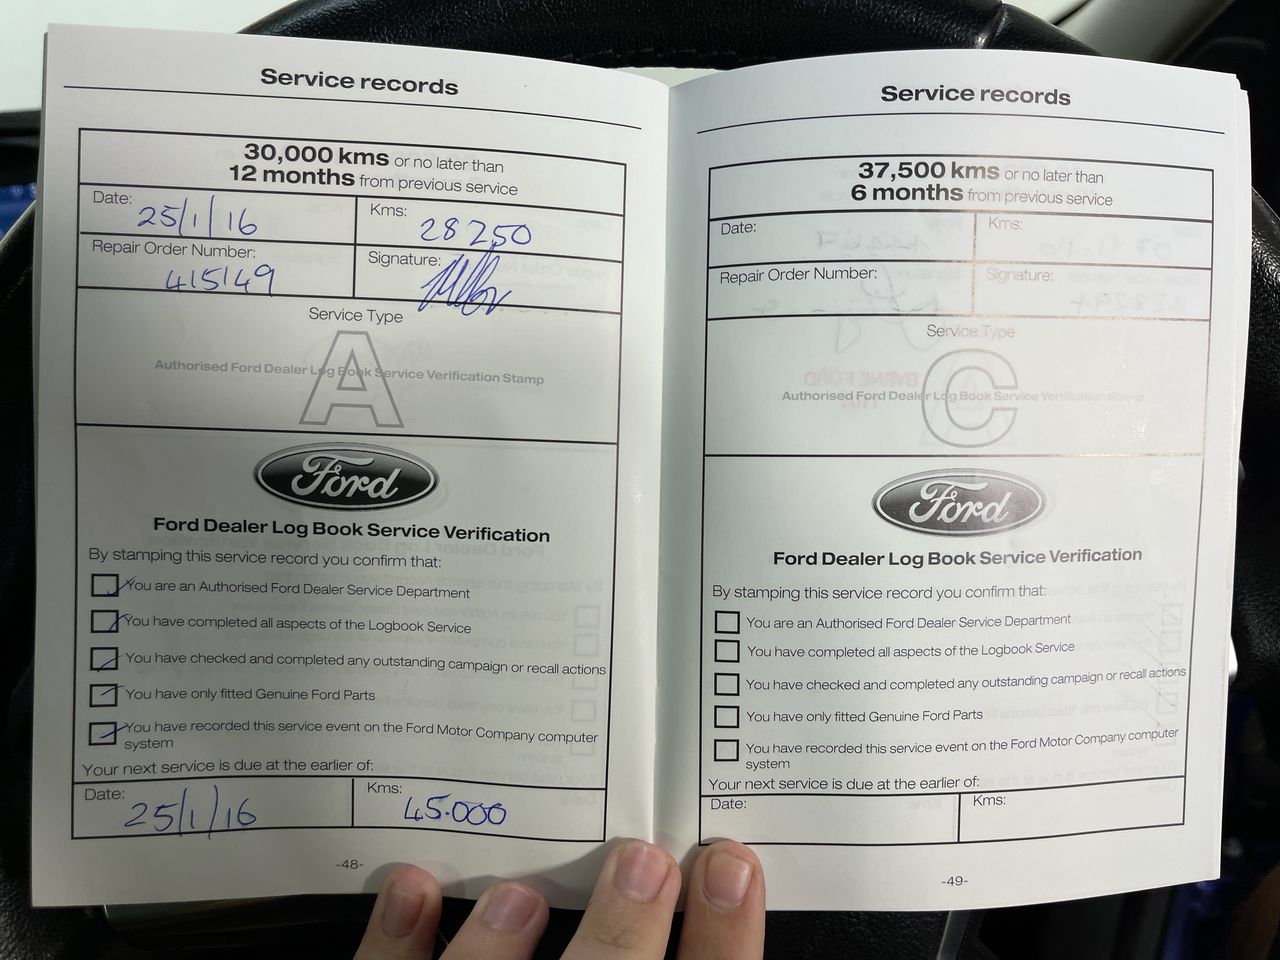 Service records
30,000 kms or no later than
12 months from previous service
Date: 25/1/16
Kms: 28250
Repair Order Number: 415149
Signature:
Service Type
A
Authorised Ford Dealer Log Book Service Verification Stamp
Ford
Ford Dealer Log Book Service Verification
By stamping this service record you confirm that:
You are an Authorised Ford Dealer Service Department
You have completed all aspects of the Logbook Service
You have checked and completed any outstanding campaign or recall actions
You have only fitted Genuine Ford Parts
You have recorded this service event on the Ford Motor Company computer
system
Your next service is due at the earlier of:
Date: 25/1/16
Kms: 45.000
-48-
Service records
37,500 kms or no later than
6 months from previous service
Date:
Kms:
Repair Order Number:
Signature:
Service Type
C
Authorised Ford Dealer Log Book Service Verification Stamp
Ford
Ford Dealer Log Book Service Verification
By stamping this service record you confirm that:
You are an Authorised Ford Dealer Service Department
You have completed all aspects of the Logbook Service
You have checked and completed any outstanding campaign or recall actions
You have only fitted Genuine Ford Parts
You have recorded this service event on the Ford Motor Company computer
system
Your next service is due at the earlier of:
Date:
Kms:
-49-